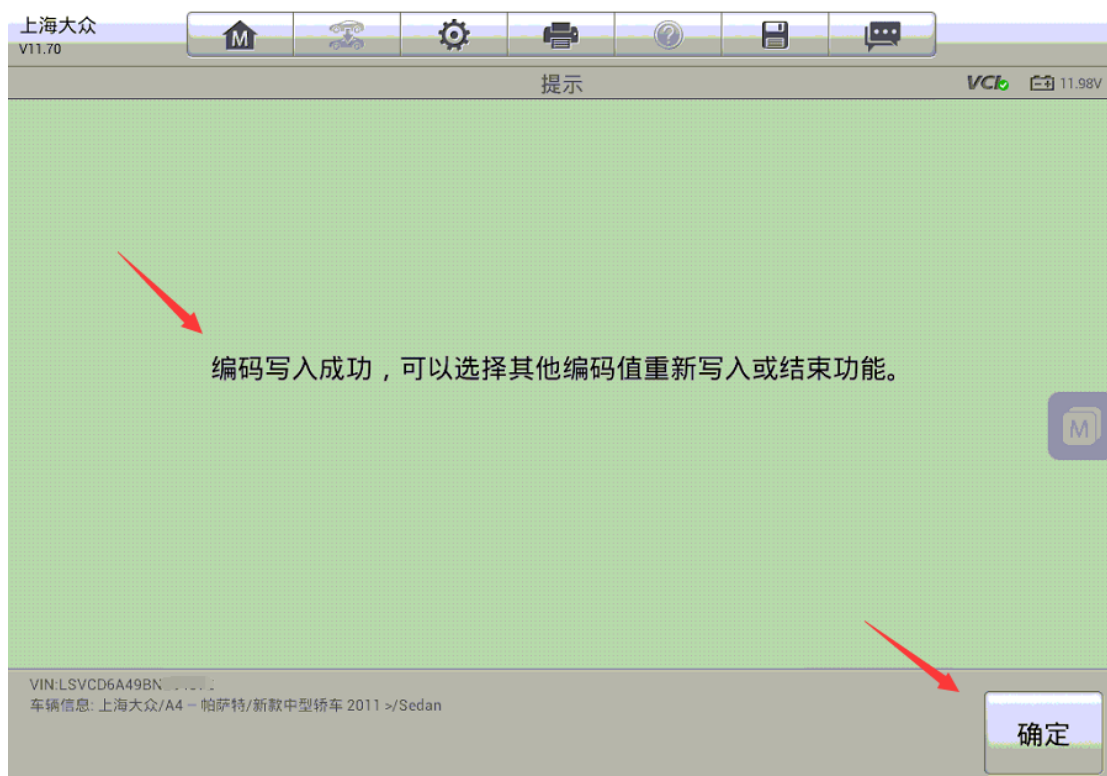 上海大众
V11.70
提示
VCI
11.98V
编码写入成功，可以选择其他编码值重新写入或结束功能。
M
M
VIN:LSVCD6A49BN
车辆信息: 上海大众/A4 – 帕萨特/新款中型轿车 2011 >/Sedan
确定